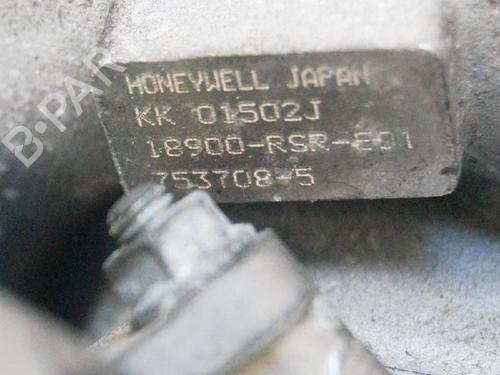 HONEYWELL JAPAN
KK 01502J
18900-RSR-E01
753708-5
B-PAR